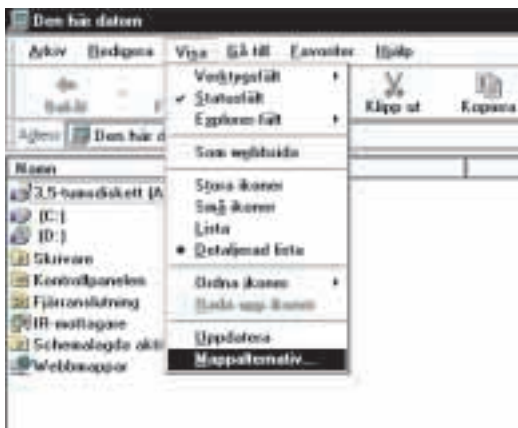 Den här datorn
Arkiv Redigera Visa Gå till Favoriter Hjälp
Bakåt
Klipp ut Kopiera
Adress Den här d
Namn
3,5-tumsdiskett (A
(C:)
(D:)
Skrivare
Kontrollpanelen
Fjärranslutning
IR-mottagare
Schemalagda akti
Webbmappar
Verktygsfält
Statusfält
Explorer-fält
Som webbsida
Stora ikoner
Små ikoner
Lista
Detaljerad lista
Ordna ikoner
Rada upp ikoner
Uppdatera
Mappalternativ...